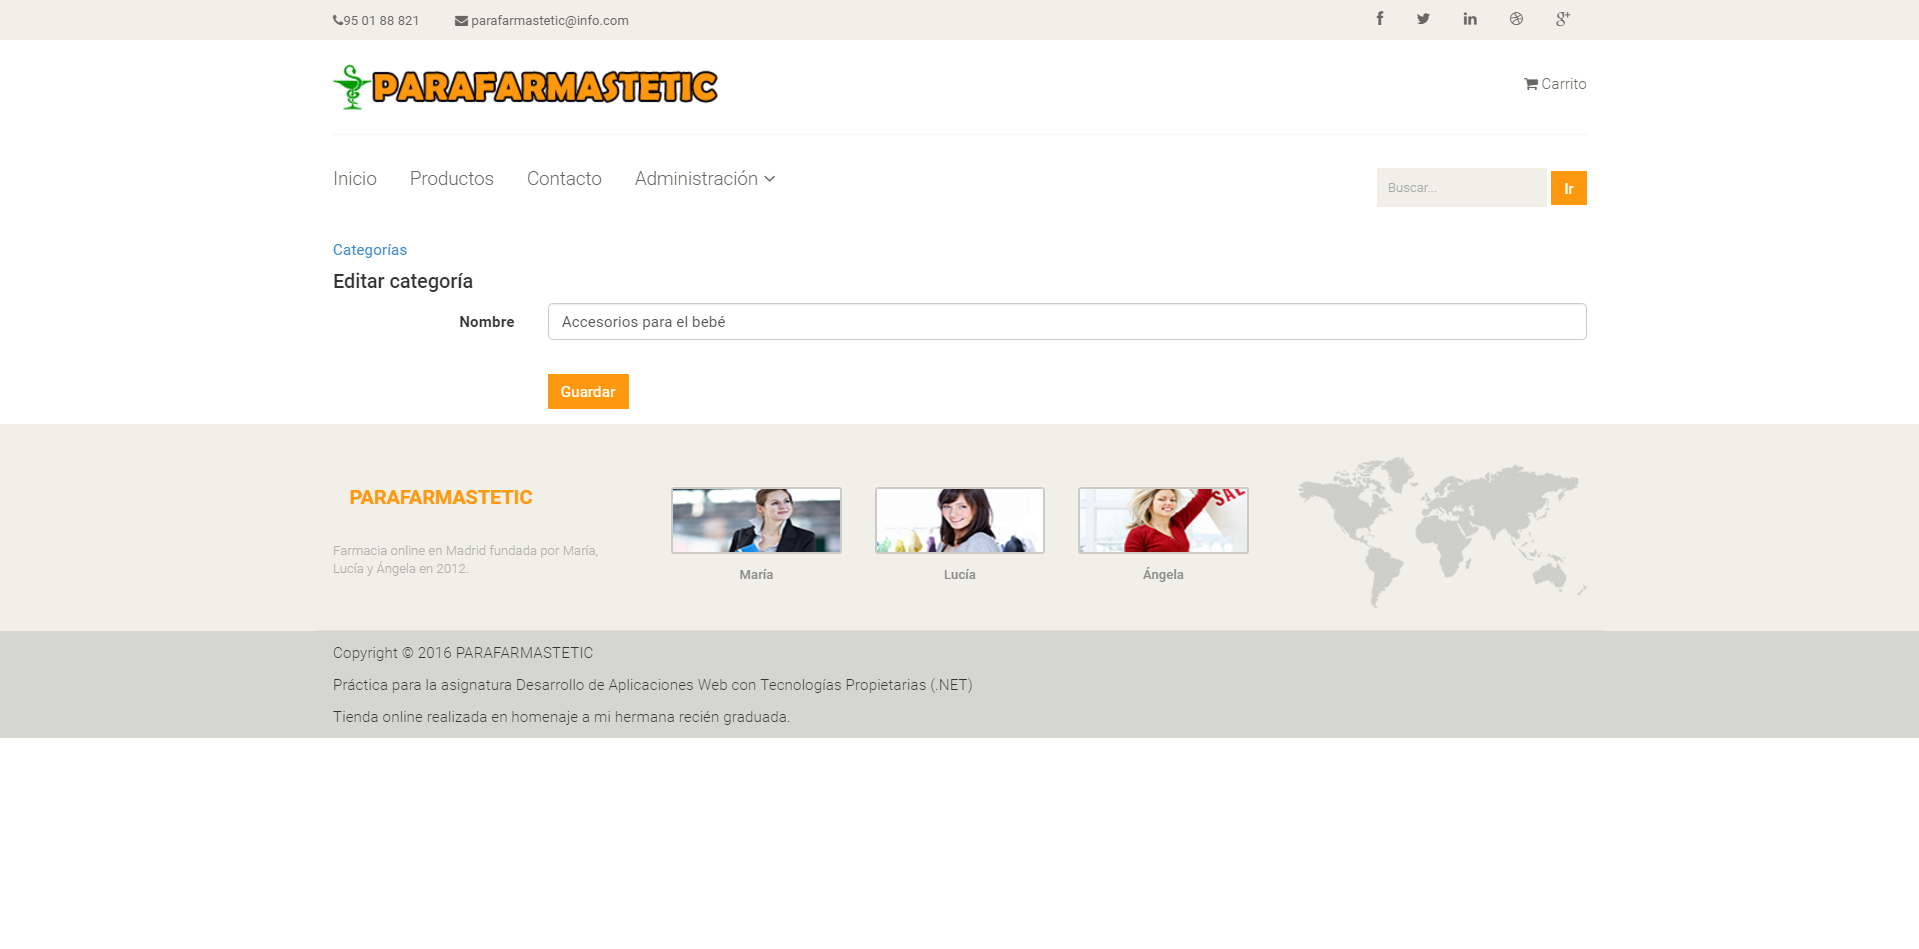 95 01 88 821
parafarmastetic@info.com
PARAFARMASTETIC
Carrito
Inicio
Productos
Contacto
Administración
Buscar...
Ir
Categorías
Editar categoría
Nombre
Accesorios para el bebé
Guardar
PARAFARMASTETIC
Farmacia online en Madrid fundada por María,
Lucía y Ángela en 2012.
SAL
María
Lucía
Ángela
Copyright © 2016 PARAFARMASTETIC
Práctica para la asignatura Desarrollo de Aplicaciones Web con Tecnologías Propietarias (.NET)
Tienda online realizada en homenaje a mi hermana recién graduada.